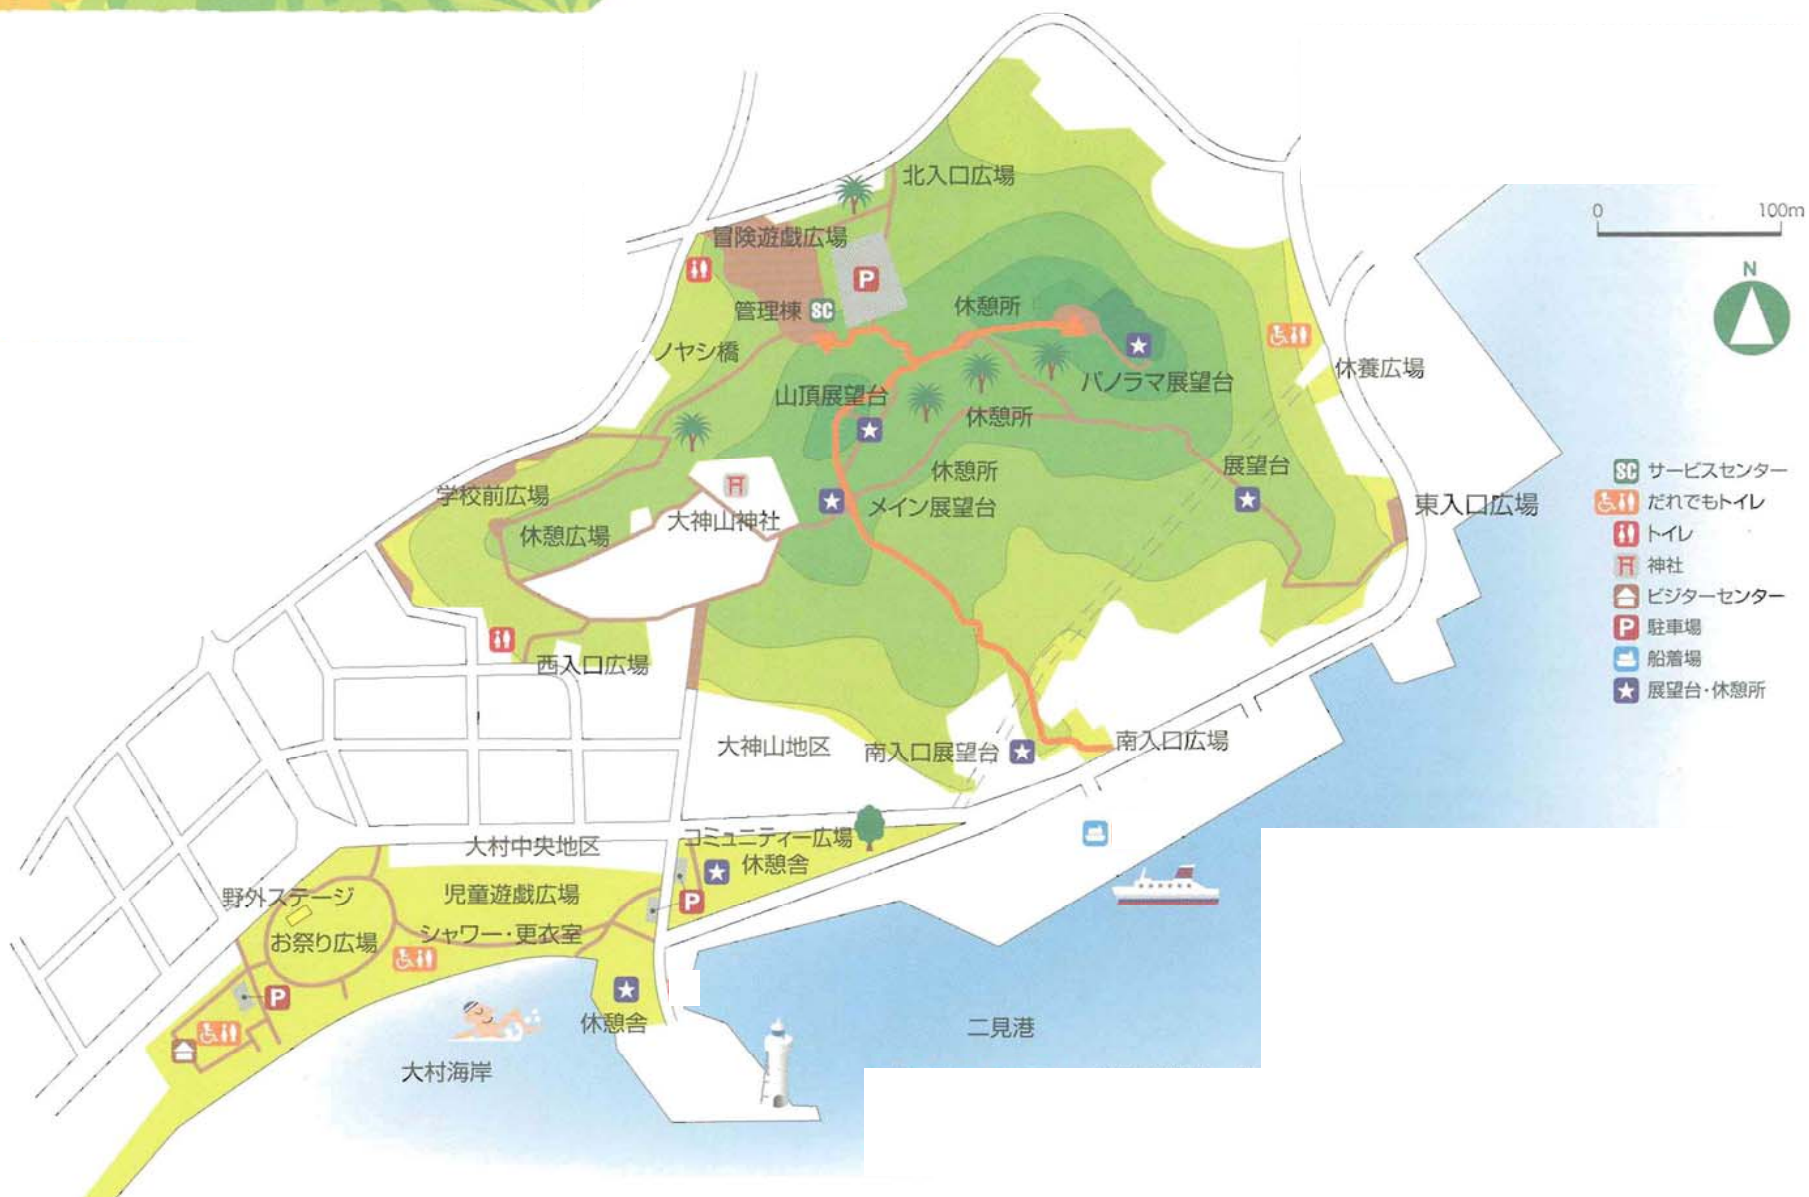 北入口広場
0 100m
冒険遊戯広場
P
N
管理棟 SC
休憩所
ノヤシ橋
山頂展望台
パノラマ展望台
休養広場
休憩所
休憩所
展望台
学校前広場
大神山神社
メイン展望台
東入口広場
休憩広場
SC サービスセンター
だれでもトイレ
トイレ
神社
ビジターセンター
P 駐車場
船着場
展望台・休憩所
西入口広場
大神山地区
南入口展望台
南入口広場
大村中央地区
コミュニティー広場
休憩舎
野外ステージ
児童遊戯広場
P
お祭り広場
シャワー・更衣室
P
休憩舎
二見港
大村海岸